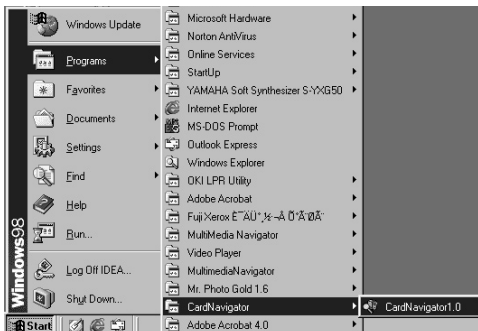 Windows Update
Programs
Favorites
Documents
Settings
Find
Help
Run...
Log Off IDEA...
Shut Down...
Windows98
Start
Microsoft Hardware
Norton AntiVirus
Online Services
StartUp
YAMAHA Soft Synthesizer S-YXG50
Internet Explorer
MS-DOS Prompt
Outlook Express
Windows Explorer
OKI LPR Utility
Adobe Acrobat
Fuji Xerox
MultiMedia Navigator
Video Player
MultimediaNavigator
Mr. Photo Gold 1.6
CardNavigator
Adobe Acrobat 4.0
CardNavigator1.0